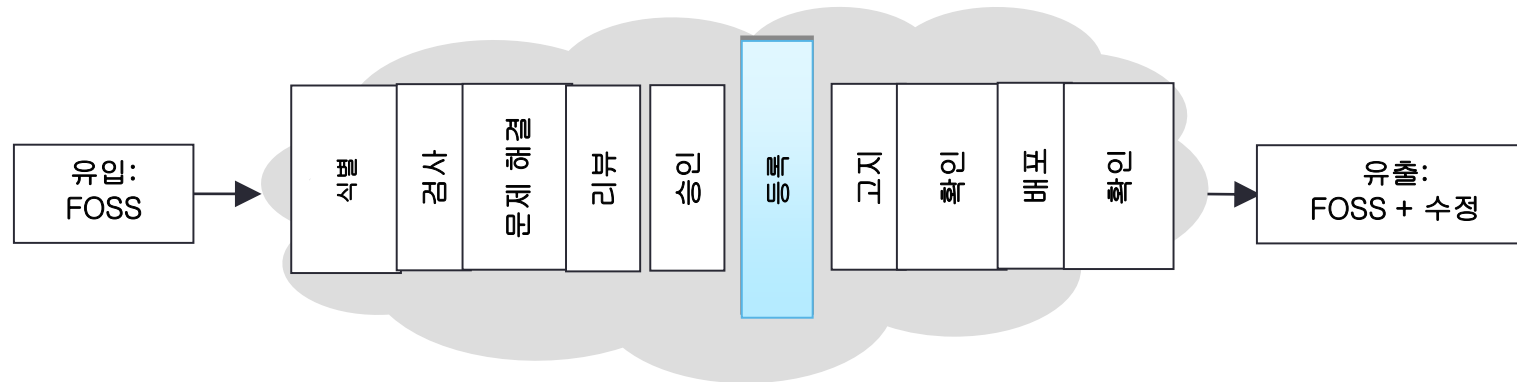 유입:
FOSS
식별
검사
문제 해결
리뷰
승인
등록
고지
확인
배포
확인
유출:
FOSS + 수정